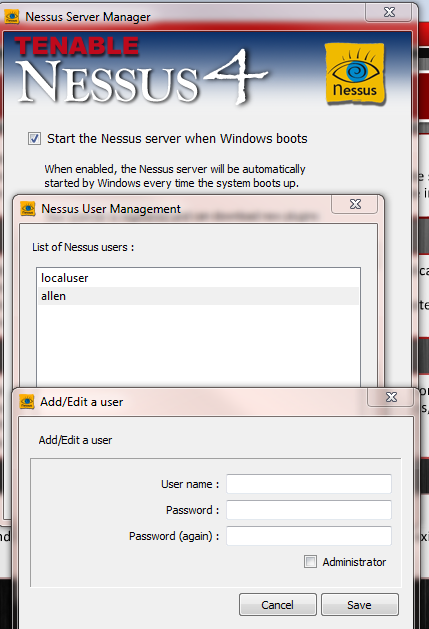 Nessus Server Manager
TENABLE
NESSUS 4
Nessus
Start the Nessus server when Windows boots
When enabled, the Nessus server will be automatically
started by Windows every time the system boots up.
Nessus User Management
List of Nessus users :
localuser
allen
Add/Edit a user
Add/Edit a user
User name :
Password :
Password (again) :
Administrator
Cancel
Save